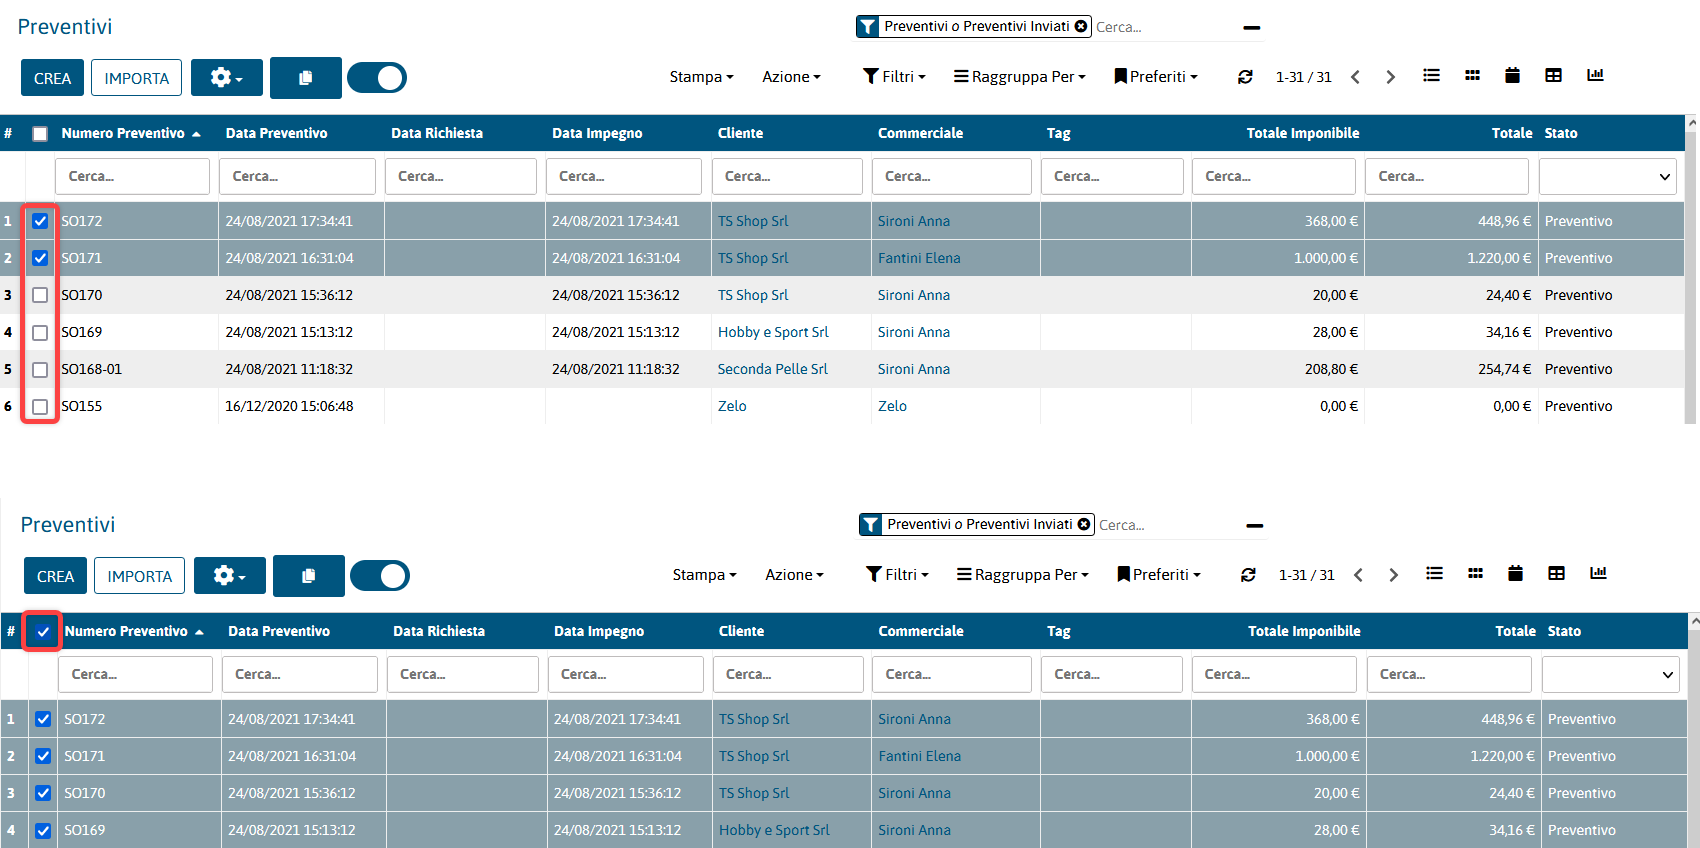 Preventivi
Preventivi o Preventivi Inviati Cerca...
CREA IMPORTA Stampa Azione Filtri Raggruppa Per Preferiti 1-31 / 31
# Numero Preventivo Data Preventivo Data Richiesta Data Impegno Cliente Commerciale Tag Totale Imponibile Totale Stato
Cerca... Cerca... Cerca... Cerca... Cerca... Cerca... Cerca... Cerca... Cerca...
1 SO172 24/08/2021 17:34:41 24/08/2021 17:34:41 TS Shop Srl Sironi Anna 368,00 € 448,96 € Preventivo
2 SO171 24/08/2021 16:31:04 24/08/2021 16:31:04 TS Shop Srl Fantini Elena 1.000,00 € 1.220,00 € Preventivo
3 SO170 24/08/2021 15:36:12 24/08/2021 15:36:12 TS Shop Srl Sironi Anna 20,00 € 24,40 € Preventivo
4 SO169 24/08/2021 15:13:12 24/08/2021 15:13:12 Hobby e Sport Srl Sironi Anna 28,00 € 34,16 € Preventivo
5 SO168-01 24/08/2021 11:18:32 24/08/2021 11:18:32 Seconda Pelle Srl Sironi Anna 208,80 € 254,74 € Preventivo
6 SO155 16/12/2020 15:06:48 Zelo Zelo 0,00 € 0,00 € Preventivo
Preventivi
Preventivi o Preventivi Inviati Cerca...
CREA IMPORTA Stampa Azione Filtri Raggruppa Per Preferiti 1-31 / 31
# Numero Preventivo Data Preventivo Data Richiesta Data Impegno Cliente Commerciale Tag Totale Imponibile Totale Stato
Cerca... Cerca... Cerca... Cerca... Cerca... Cerca... Cerca... Cerca... Cerca...
1 SO172 24/08/2021 17:34:41 24/08/2021 17:34:41 TS Shop Srl Sironi Anna 368,00 € 448,96 € Preventivo
2 SO171 24/08/2021 16:31:04 24/08/2021 16:31:04 TS Shop Srl Fantini Elena 1.000,00 € 1.220,00 € Preventivo
3 SO170 24/08/2021 15:36:12 24/08/2021 15:36:12 TS Shop Srl Sironi Anna 20,00 € 24,40 € Preventivo
4 SO169 24/08/2021 15:13:12 24/08/2021 15:13:12 Hobby e Sport Srl Sironi Anna 28,00 € 34,16 € Preventivo